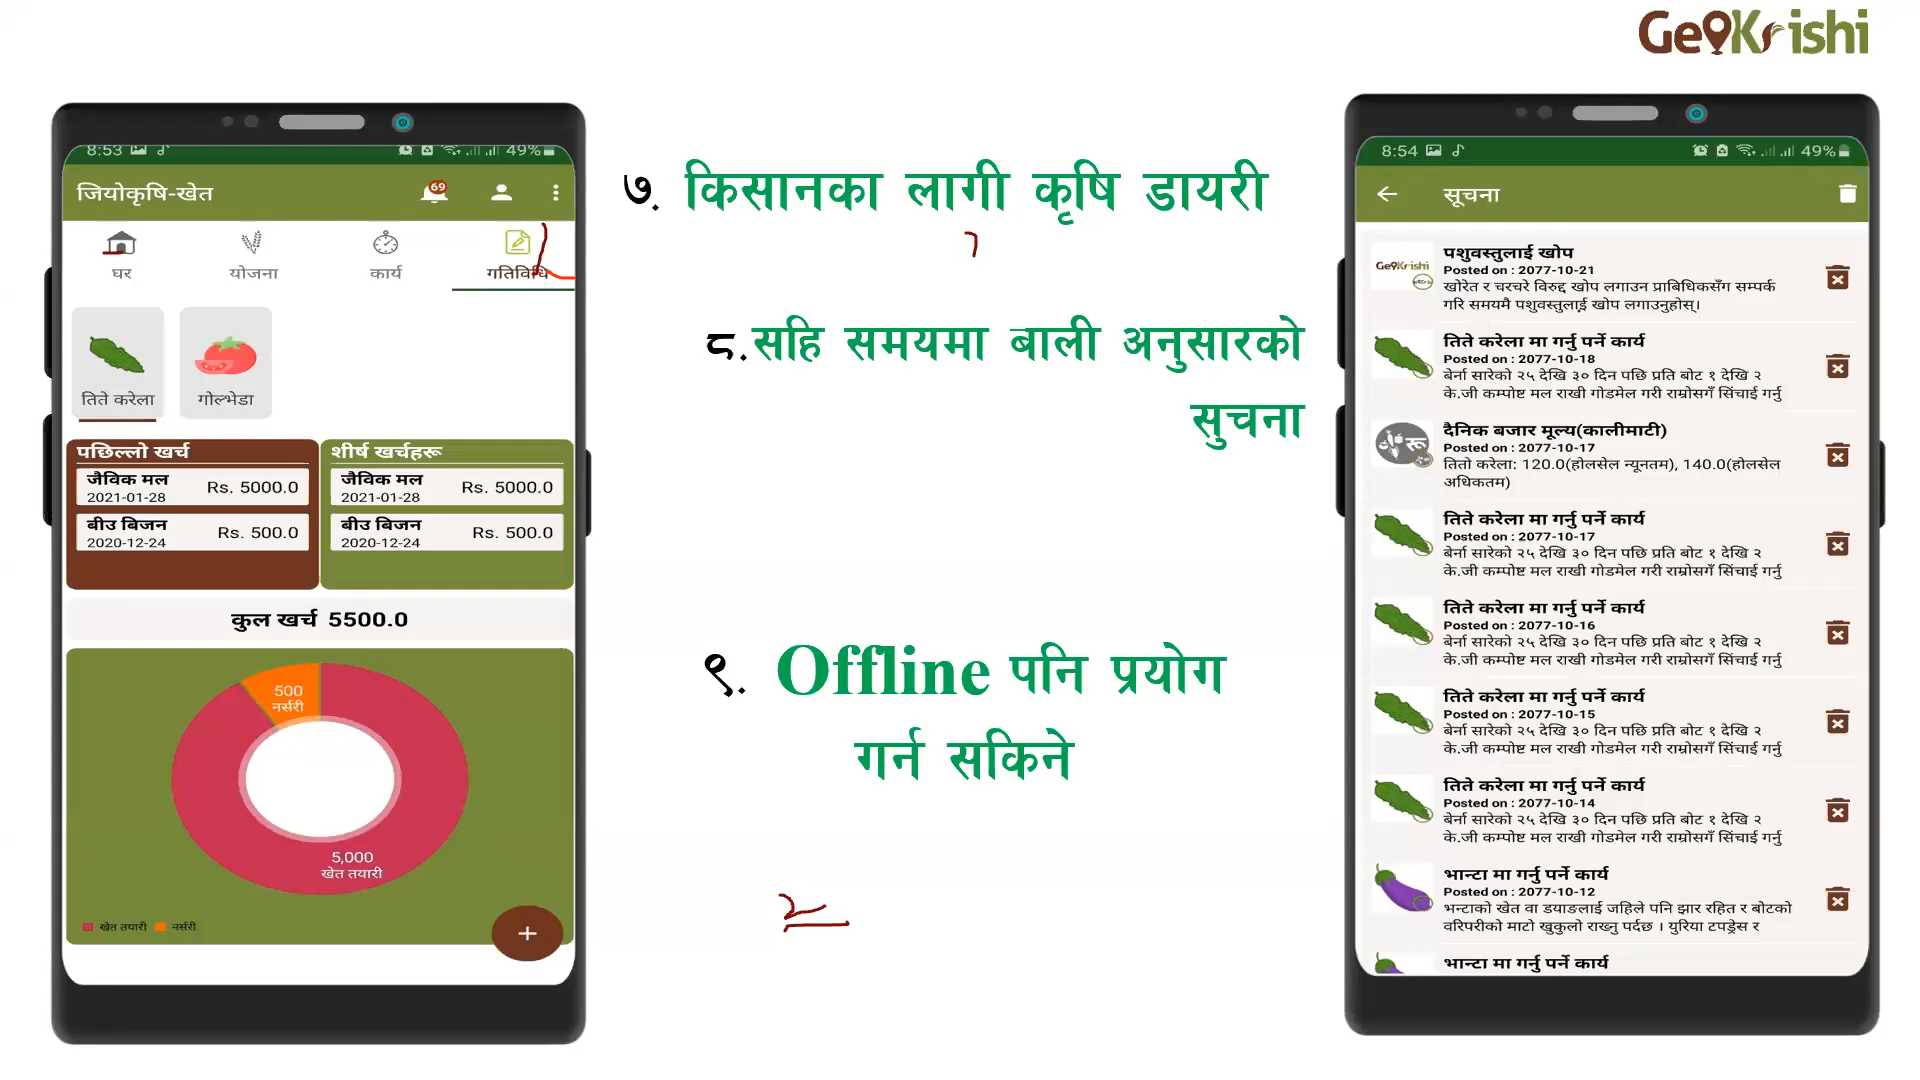 GeoKrishi
8:53
49%
जियोकृषि-खेत
69
घर
योजना
कार्य
गतिविधि
तिते करेला
गोल्भेडा
पछिल्लो खर्च
जैविक मल
2021-01-28
Rs. 5000.0
बीउ बिजन
2020-12-24
Rs. 500.0
शीर्ष खर्चहरू
जैविक मल
2021-01-28
Rs. 5000.0
बीउ बिजन
2020-12-24
Rs. 500.0
कुल खर्च 5500.0
500
नर्सरी
5,000
खेत तयारी
खेत तयारी नर्सरी
+
७. किसानका लागी कृषि डायरी
८.सहि समयमा बाली अनुसारको
सुचना
९. Offline पनि प्रयोग
गर्न सकिने
8:54
49%
सूचना
GeoKrishi
पशुवस्तुलाई खोप
Posted on : 2077-10-21
खोरेत र चरचरे विरुद्द खोप लगाउन प्राबिधिकसँग सम्पर्क
गरि समयमै पशुवस्तुलाई खोप लगाउनुहोस्।
तिते करेला मा गर्नु पर्ने कार्य
Posted on : 2077-10-18
बेर्ना सारेको २५ देखि ३० दिन पछि प्रति बोट १ देखि २
के.जी कम्पोष्ट मल राखी गोडमेल गरी राम्रोसगँ सिंचाई गर्नु
रू
दैनिक बजार मूल्य(कालीमाटी)
Posted on : 2077-10-17
तितो करेला: 120.0(होलसेल न्यूनतम), 140.0(होलसेल
अधिकतम)
तिते करेला मा गर्नु पर्ने कार्य
Posted on : 2077-10-17
बेर्ना सारेको २५ देखि ३० दिन पछि प्रति बोट १ देखि २
के.जी कम्पोष्ट मल राखी गोडमेल गरी राम्रोसगँ सिंचाई गर्नु
तिते करेला मा गर्नु पर्ने कार्य
Posted on : 2077-10-16
बेर्ना सारेको २५ देखि ३० दिन पछि प्रति बोट १ देखि २
के.जी कम्पोष्ट मल राखी गोडमेल गरी राम्रोसगँ सिंचाई गर्नु
तिते करेला मा गर्नु पर्ने कार्य
Posted on : 2077-10-15
बेर्ना सारेको २५ देखि ३० दिन पछि प्रति बोट १ देखि २
के.जी कम्पोष्ट मल राखी गोडमेल गरी राम्रोसगँ सिंचाई गर्नु
तिते करेला मा गर्नु पर्ने कार्य
Posted on : 2077-10-14
बेर्ना सारेको २५ देखि ३० दिन पछि प्रति बोट १ देखि २
के.जी कम्पोष्ट मल राखी गोडमेल गरी राम्रोसगँ सिंचाई गर्नु
भान्टा मा गर्नु पर्ने कार्य
Posted on : 2077-10-12
भन्टाको खेत वा डयाङलाई जहिले पनि झार रहित र बोटको
वरिपरीको माटो खुकुलो राख्नु पर्दछ । युरिया टपड्रेस र
भान्टा मा गर्नु पर्ने कार्य